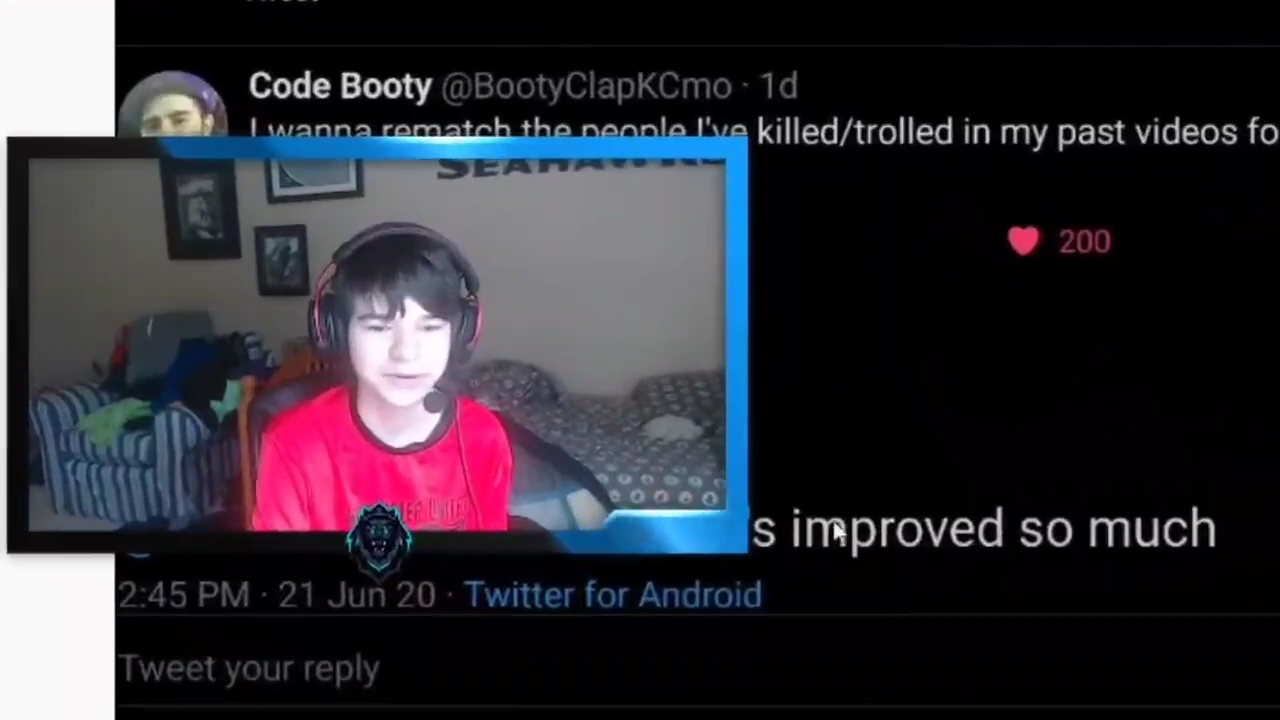 Code Booty @BootyClapKCmo · 1d
I wanna rematch the people I've killed/trolled in my past videos fo
200
SEAHAWKS
s improved so much
2:45 PM · 21 Jun 20 · Twitter for Android
Tweet your reply